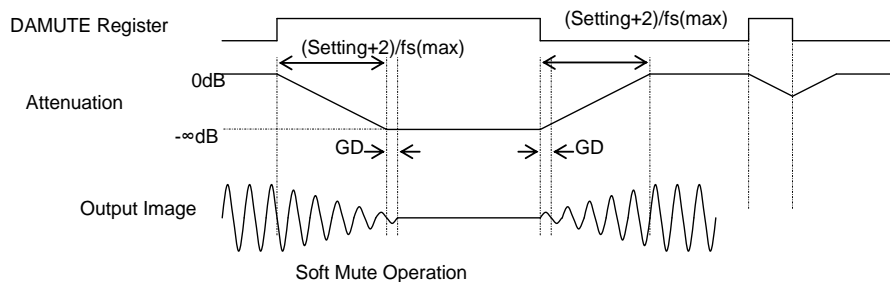 DAMUTE Register
(Setting+2)/fs(max)
(Setting+2)/fs(max)
0dB
Attenuation
-∞dB
GD
GD
Output Image
Soft Mute Operation